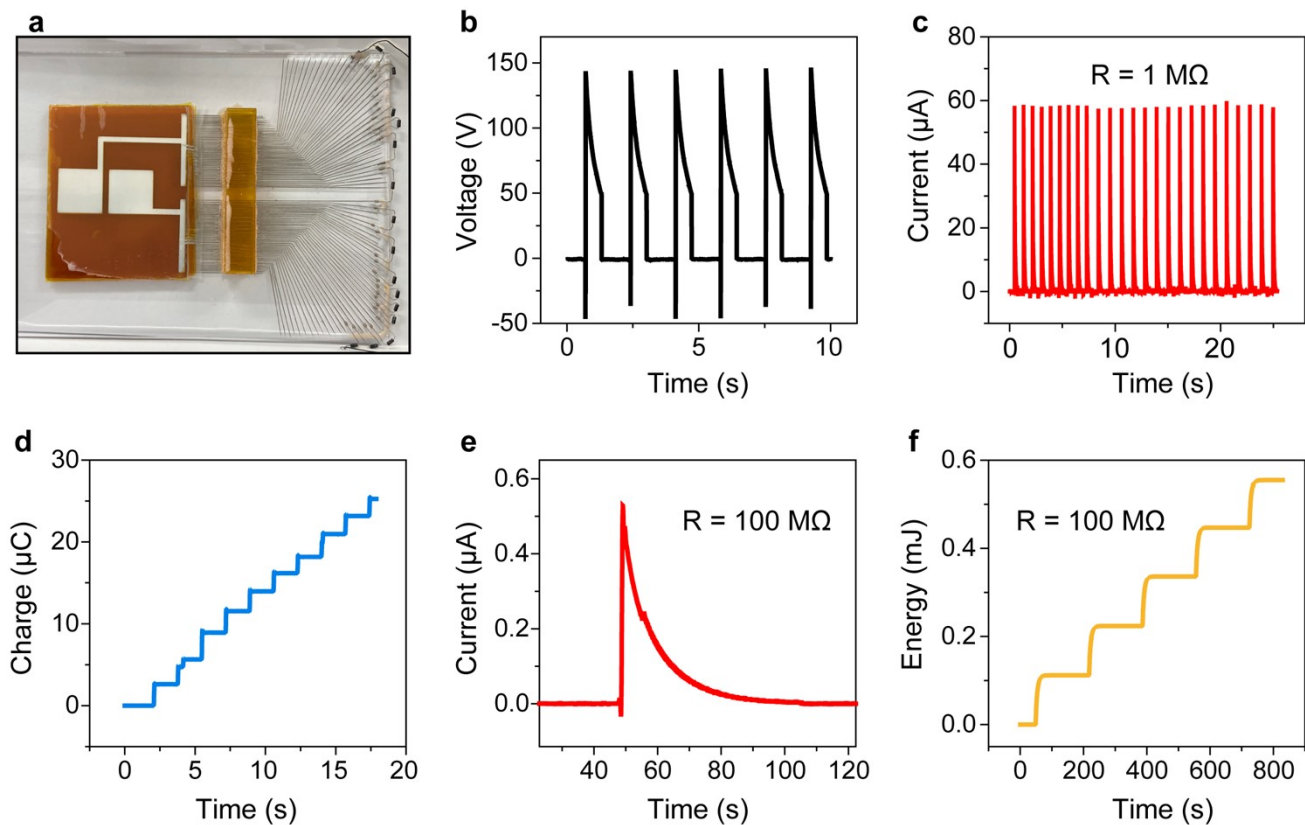 a
b
Voltage (V)
150
100
50
0
-50
0
5
10
Time (s)
c
Current (µA)
80
60
40
20
0
0
10
20
R = 1 MΩ
Time (s)
d
Charge (µC)
30
20
10
0
0
5
10
15
20
Time (s)
e
Current (µA)
0.6
0.4
0.2
0.0
40
60
80
100
120
R = 100 MΩ
Time (s)
f
Energy (mJ)
0.6
0.4
0.2
0.0
0
200
400
600
800
R = 100 MΩ
Time (s)